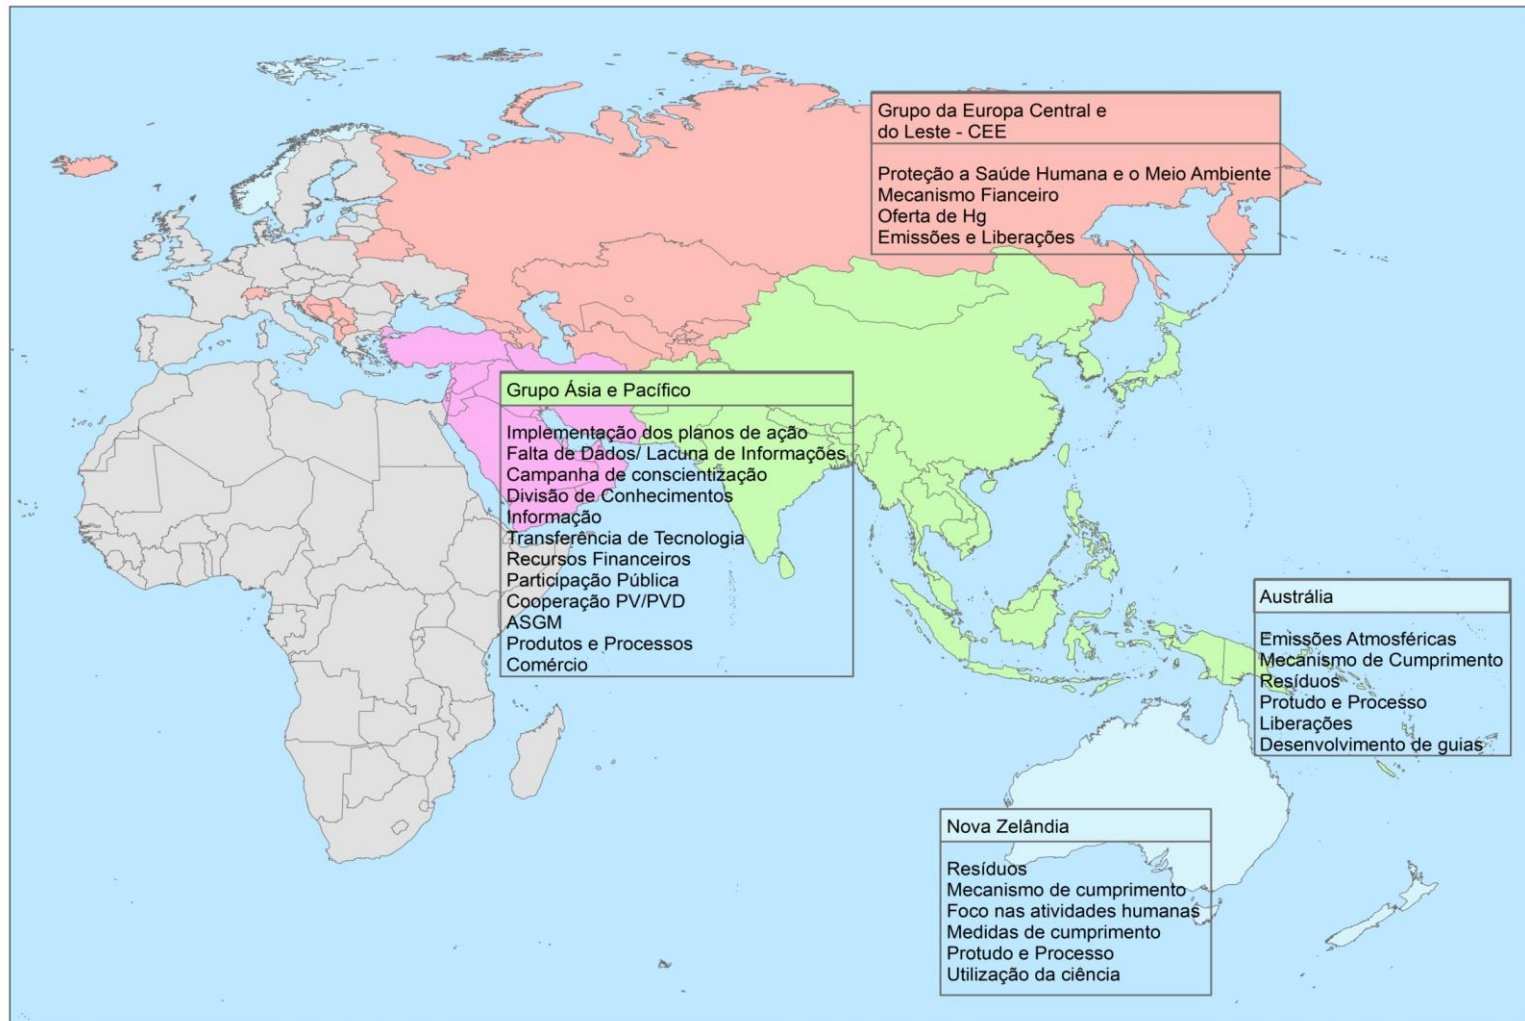 Grupo da Europa Central e
do Leste - CEE
Proteção a Saúde Humana e o Meio Ambiente
Mecanismo Fianceiro
Oferta de Hg
Emissões e Liberações
Grupo Ásia e Pacífico
Implementação dos planos de ação
Falta de Dados/ Lacuna de Informações
Campanha de conscientização
Divisão de Conhecimentos
Informação
Transferência de Tecnologia
Recursos Financeiros
Participação Pública
Cooperação PV/PVD
ASGM
Produtos e Processos
Comércio
Austrália
Emissões Atmosféricas
Mecanismo de Cumprimento
Resíduos
Protudo e Processo
Liberações
Desenvolvimento de guias
Nova Zelândia
Resíduos
Mecanismo de cumprimento
Foco nas atividades humanas
Medidas de cumprimento
Protudo e Processo
Utilização da ciência